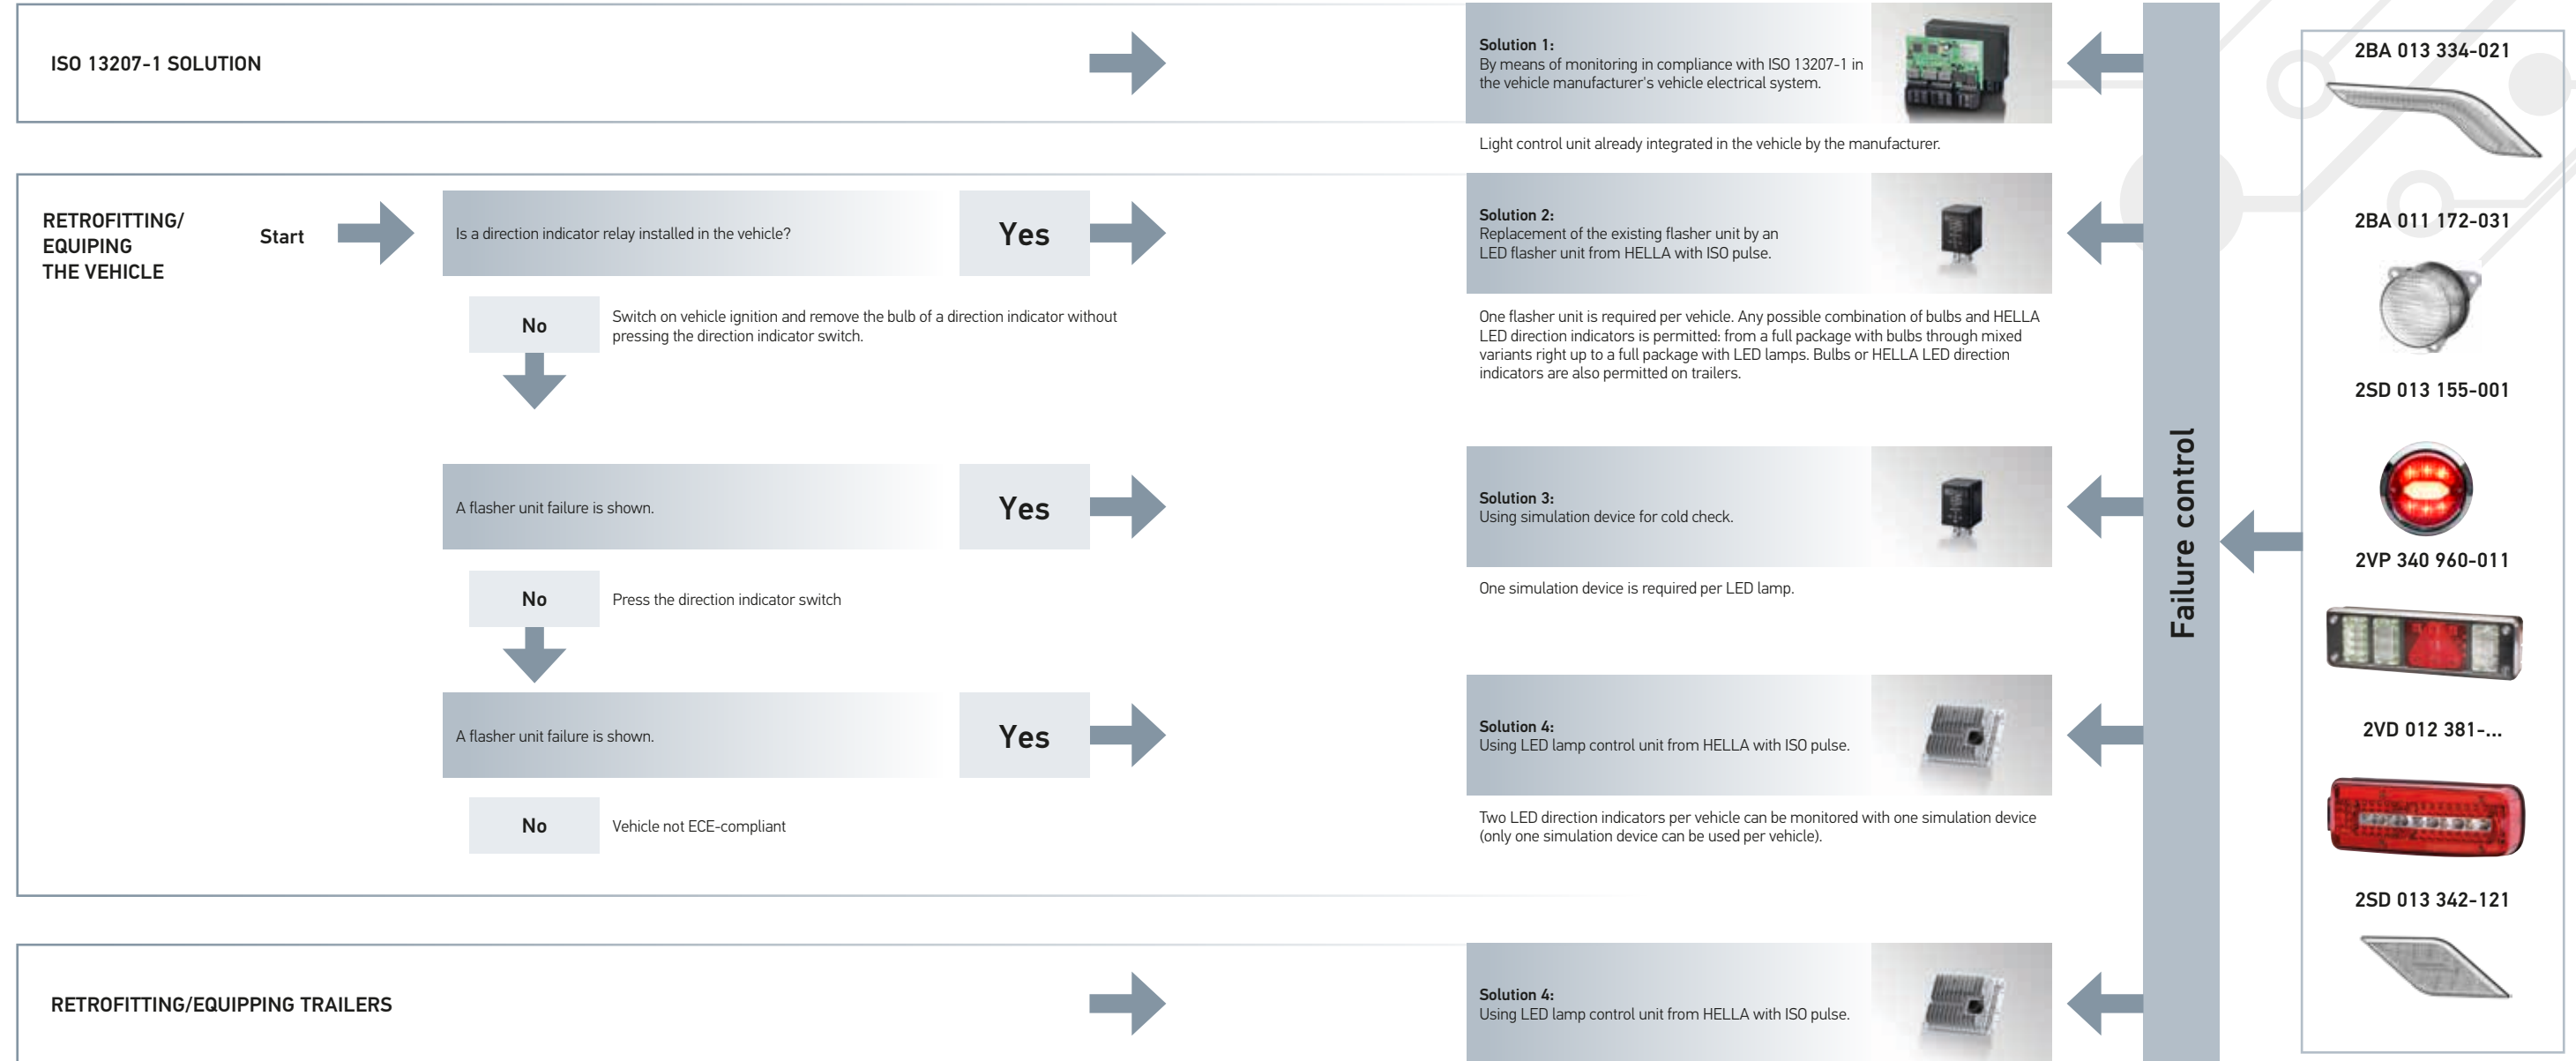 ISO 13207-1 SOLUTION
Solution 1:
By means of monitoring in compliance with ISO 13207-1 in
the vehicle manufacturer's vehicle electrical system.
Light control unit already integrated in the vehicle by the manufacturer.
RETROFITTING/
EQUIPING
THE VEHICLE
Start
Is a direction indicator relay installed in the vehicle?
Yes
Solution 2:
Replacement of the existing flasher unit by an
LED flasher unit from HELLA with ISO pulse.
No
Switch on vehicle ignition and remove the bulb of a direction indicator without
pressing the direction indicator switch.
One flasher unit is required per vehicle. Any possible combination of bulbs and HELLA
LED direction indicators is permitted: from a full package with bulbs through mixed
variants right up to a full package with LED lamps. Bulbs or HELLA LED direction
indicators are also permitted on trailers.
A flasher unit failure is shown.
Yes
Solution 3:
Using simulation device for cold check.
No
Press the direction indicator switch
One simulation device is required per LED lamp.
A flasher unit failure is shown.
Yes
Solution 4:
Using LED lamp control unit from HELLA with ISO pulse.
No
Vehicle not ECE-compliant
Two LED direction indicators per vehicle can be monitored with one simulation device
(only one simulation device can be used per vehicle).
RETROFITTING/EQUIPPING TRAILERS
Solution 4:
Using LED lamp control unit from HELLA with ISO pulse.
Failure control
2BA 013 334-021
2BA 011 172-031
2SD 013 155-001
2VP 340 960-011
2VD 012 381-...
2SD 013 342-121